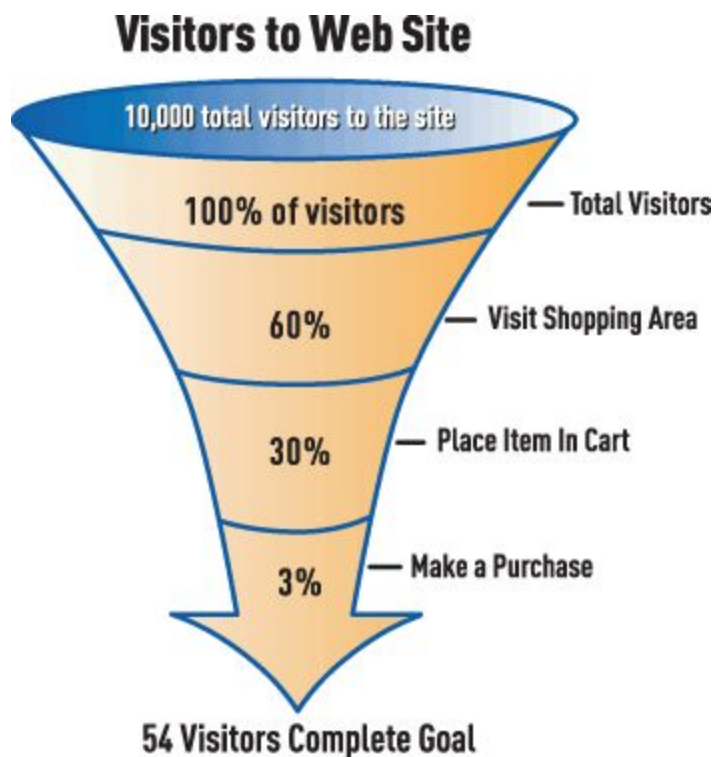 Visitors to Web Site
10,000 total visitors to the site
100% of visitors
Total Visitors
60%
Visit Shopping Area
30%
Place Item In Cart
3%
Make a Purchase
54 Visitors Complete Goal